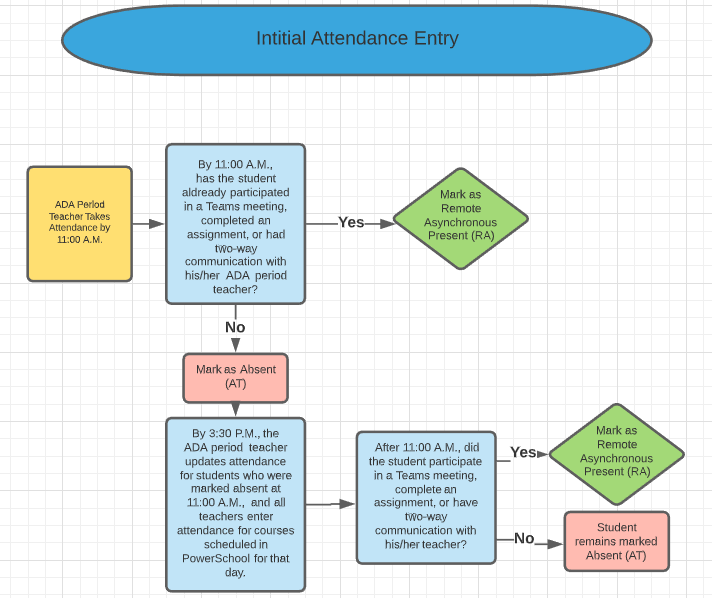 Intitial Attendance Entry
ADA Period
Teacher Takes
Attendance by
11:00 A.M.
By 11:00 A.M.,
has the student
aldready participated
in a Teams meeting,
completed an
assignment, or had
two-way
communication with
his/her ADA period
teacher?
Yes
Mark as
Remote
Asynchronous
Present (RA)
No
Mark as Absent
(AT)
By 3:30 P.M., the
ADA period teacher
updates attendance
for students who were
marked absent at
11:00 A.M., and all
teachers enter
attendance for courses
scheduled in
PowerSchool for that
day.
After 11:00 A.M., did
the student participate
in a Teams meeting,
complete an
assignment, or have
two-way
communication with
his/her teacher?
Yes
Mark as
Remote
Asynchronous
Present (RA)
No
Student
remains marked
Absent (AT)